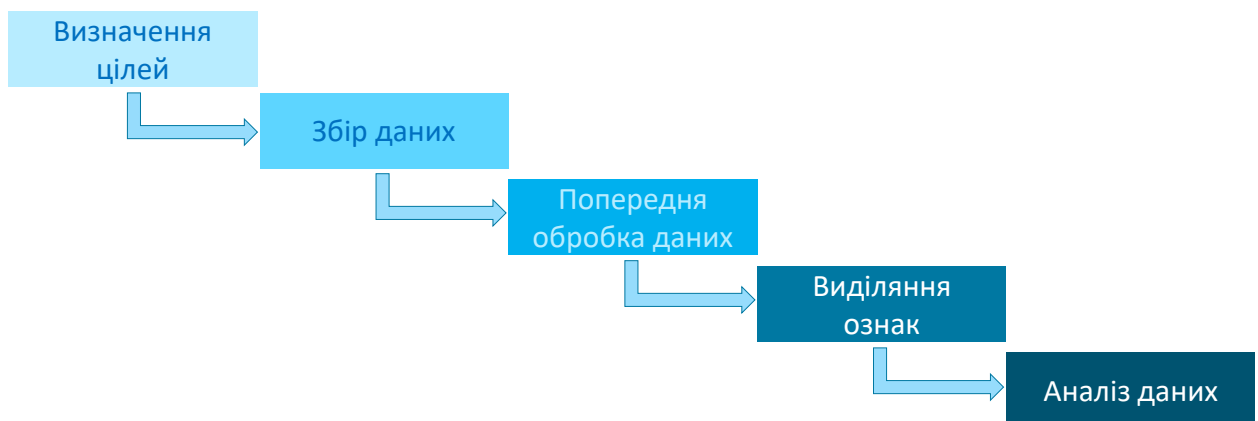 Визначення
цілей
Збір даних
Попередня
обробка даних
Виділяння
ознак
Аналіз даних